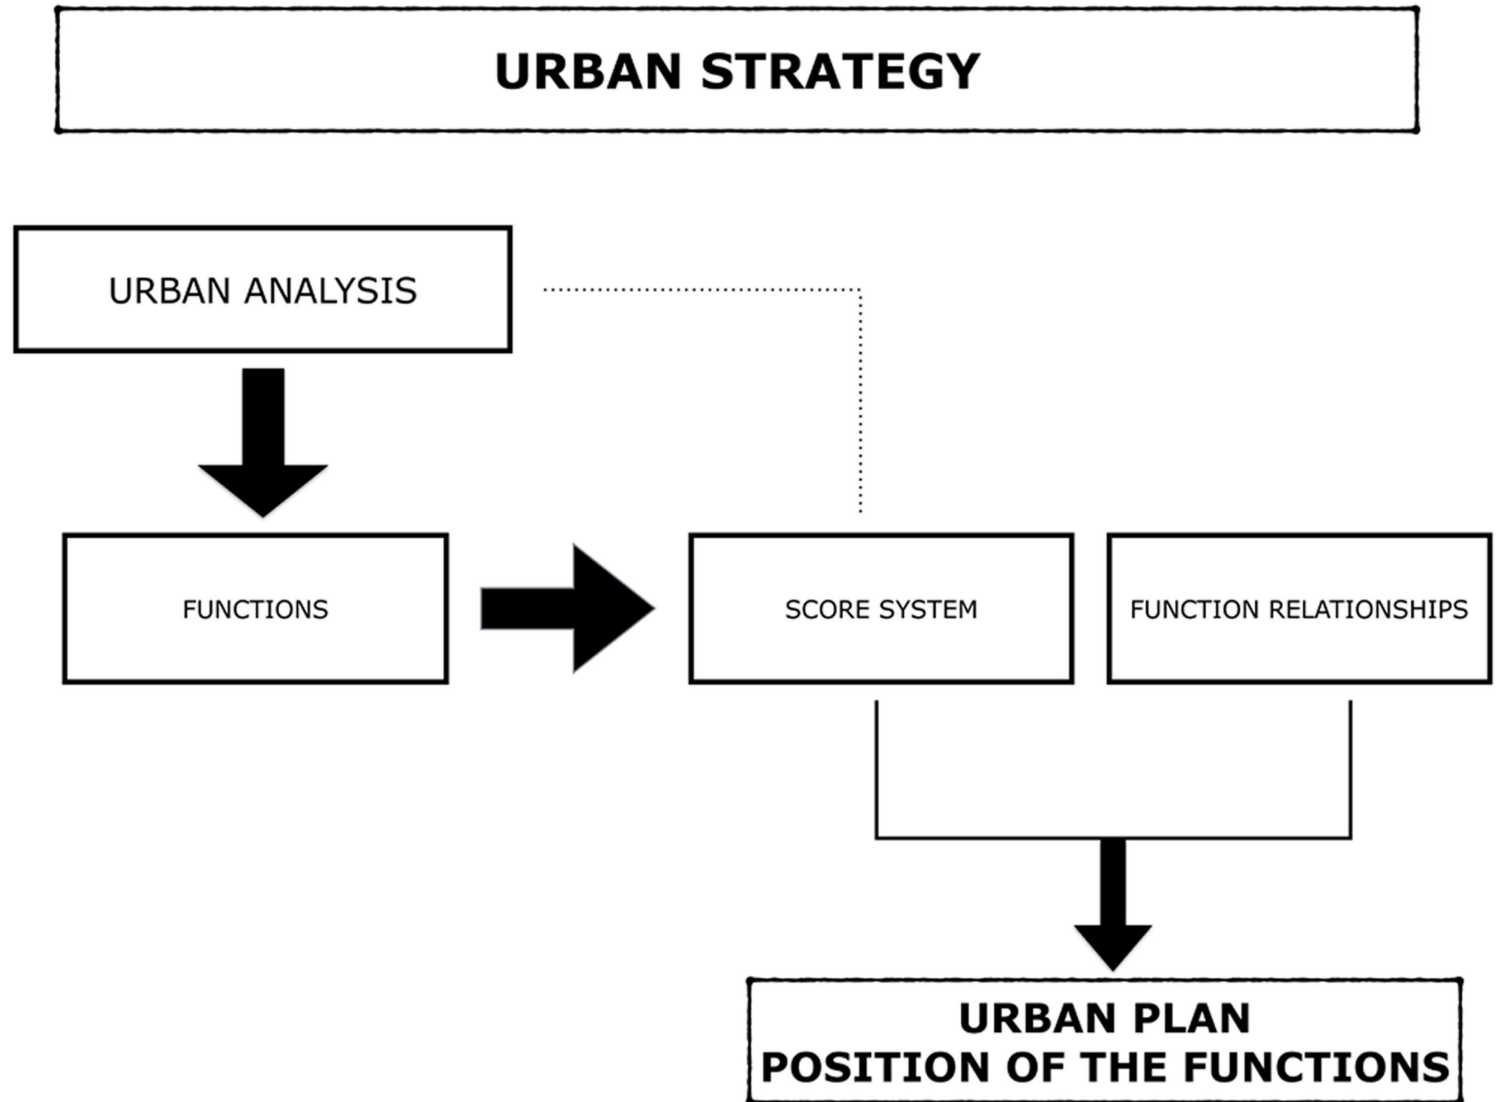 URBAN STRATEGY
URBAN ANALYSIS
FUNCTIONS
SCORE SYSTEM
FUNCTION RELATIONSHIPS
URBAN PLAN
POSITION OF THE FUNCTIONS